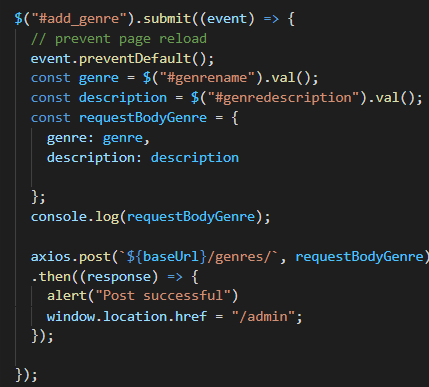 $("#add_genre").submit((event) => {
// prevent page reload
event.preventDefault();
const genre = $("#genrename").val();
const description = $("#genredescription").val();
const requestBodyGenre = {
genre: genre,
description: description
};
console.log(requestBodyGenre);
axios.post(`${baseUrl}/genres/`, requestBodyGenre)
.then((response) => {
alert("Post successful")
window.location.href = "/admin";
});
});